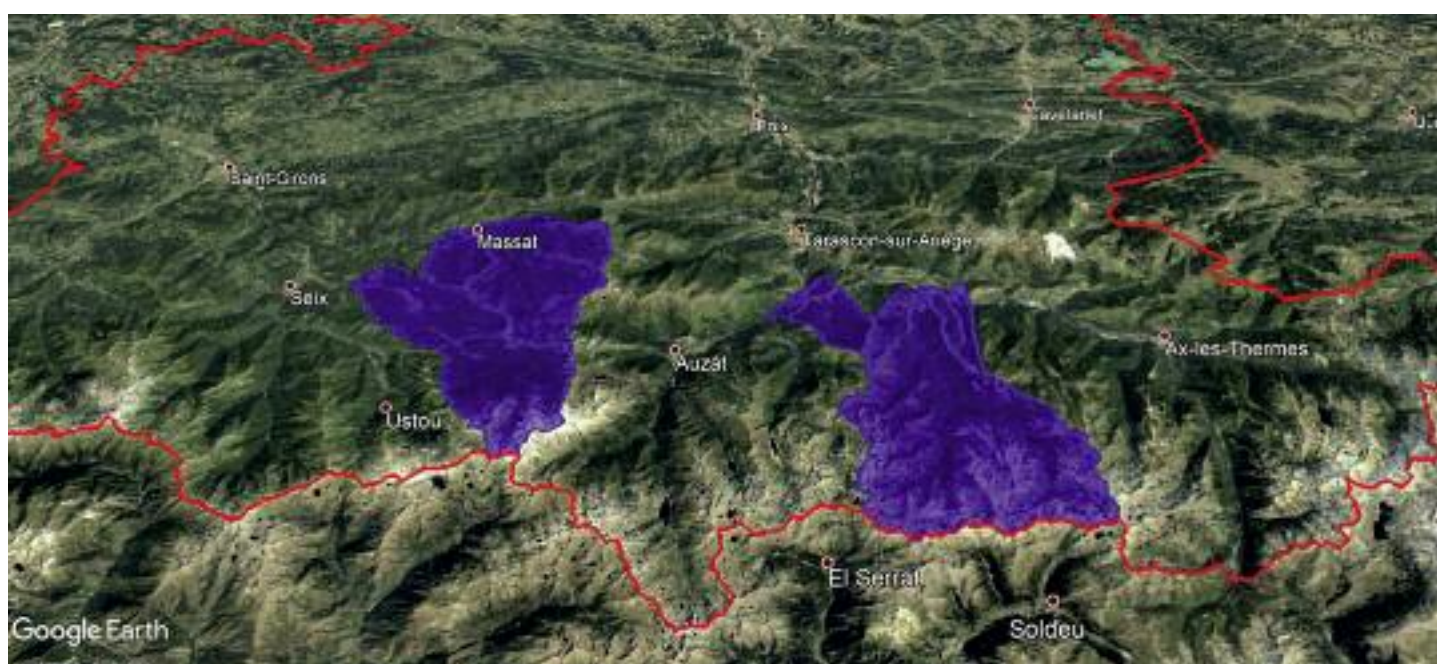 Foix
Lavelanet
Saint-Girons
Massat
Tarascon-sur-Ariège
Seix
Auzat
Ax-les-Thermes
Ustou
El Serrat
Soldeu
Google Earth